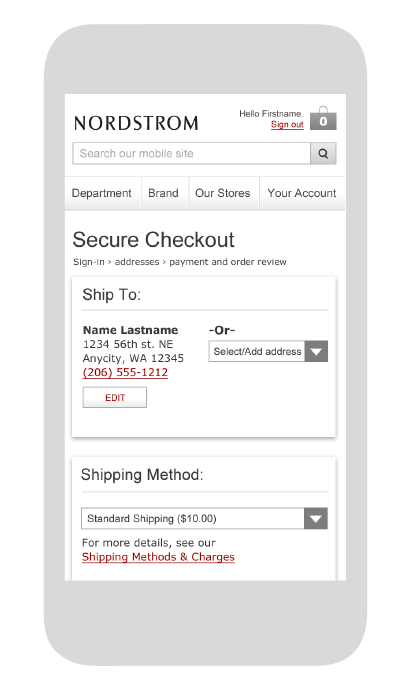 Hello Firstname.
NORDSTROM
Sign out
0
Search our mobile site
Department Brand Our Stores Your Account
Secure Checkout
Sign-in › addresses › payment and order review
Ship To:
Name Lastname
1234 56th st. NE
Anycity, WA 12345
(206) 555-1212
EDIT
-Or-
Select/Add address
Shipping Method:
Standard Shipping ($10.00)
For more details, see our
Shipping Methods & Charges